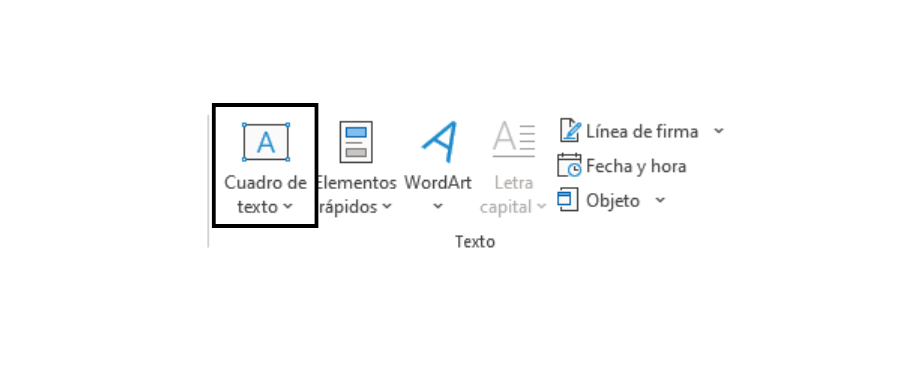 Cuadro de
texto
Elementos
rápidos
WordArt
Letra
capital
Línea de firma
Fecha y hora
Objeto
Texto